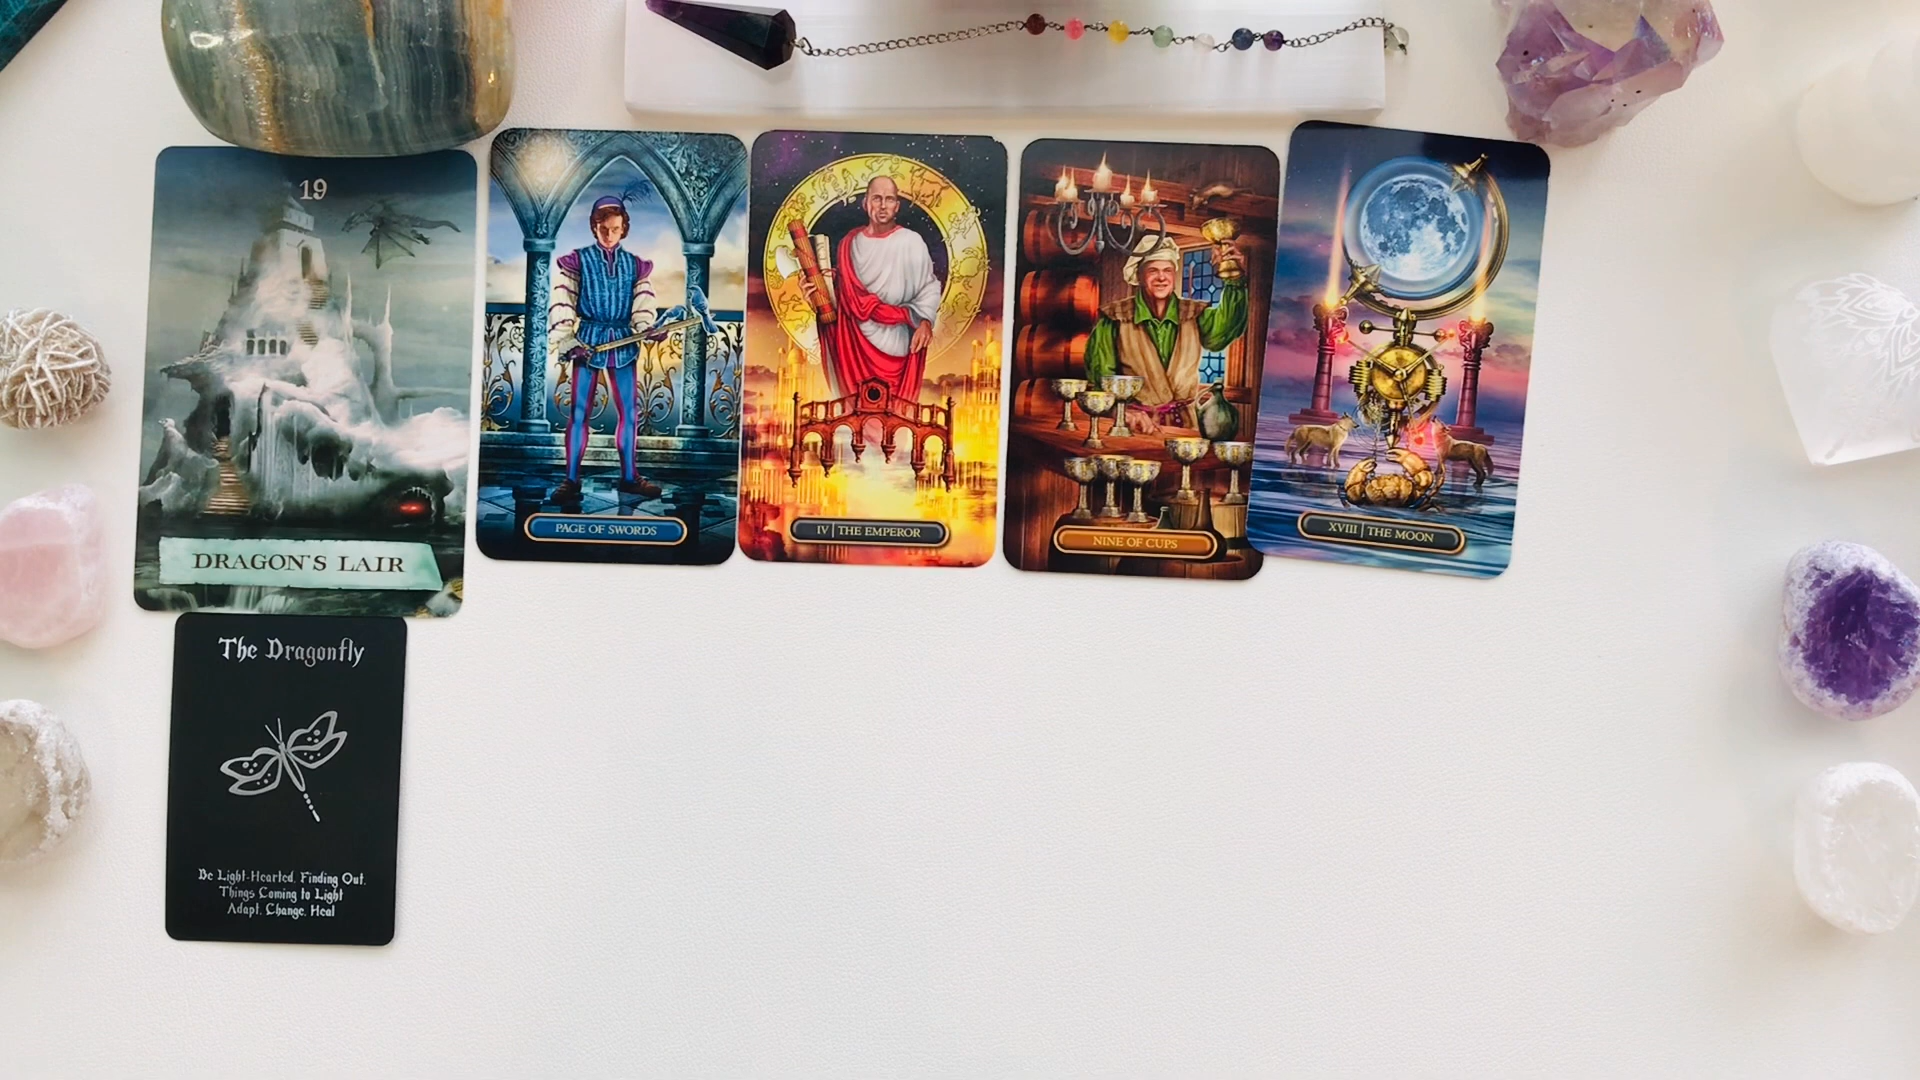 19
DRAGON'S LAIR
PAGE OF SWORDS
IV | THE EMPEROR
NINE OF CUPS
XVIII | THE MOON
The Dragonfly
Be Light-Hearted, Finding Out,
Things Coming to Light
Adapt, Change, Heal